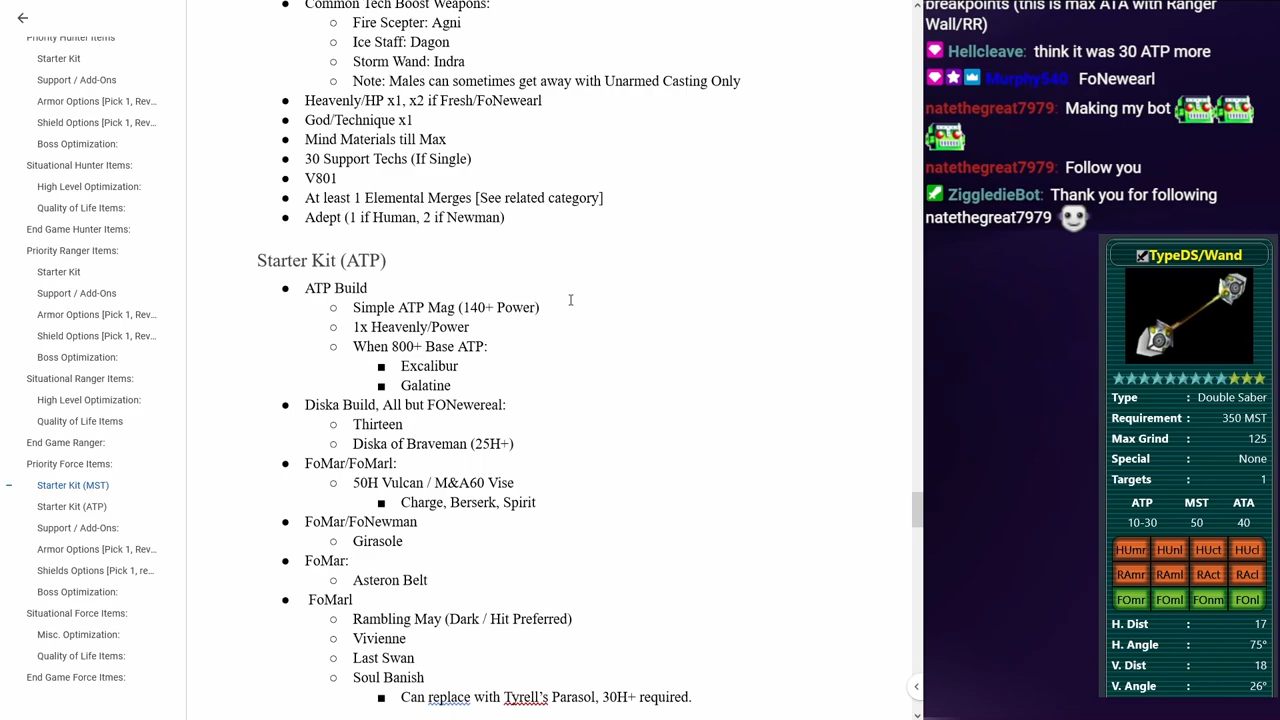 Priority Hunter Items
Starter Kit
Support / Add-Ons
Armor Options [Pick 1, Rev...
Shield Options [Pick 1, Rev...
Boss Optimization:
Situational Hunter Items:
High Level Optimization:
Quality of Life Items:
End Game Hunter Items:
Priority Ranger Items:
Starter Kit
Support / Add-Ons
Armor Options [Pick 1, Rev...
Shield Options [Pick 1, Rev...
Boss Optimization:
Situational Ranger Items:
High Level Optimization:
Quality of Life Items
End Game Ranger:
Priority Force Items:
Starter Kit (MST)
Starter Kit (ATP)
Support / Add-Ons:
Armor Options [Pick 1, Rev...
Shields Options [Pick 1, re...
Boss Optimization:
Situational Force Items:
Misc. Optimization:
Quality of Life Items:
End Game Force Itmes:
Common Tech Boost Weapons:
Fire Scepter: Agni
Ice Staff: Dagon
Storm Wand: Indra
Note: Males can sometimes get away with Unarmed Casting Only
Heavenly/HP x1, x2 if Fresh/FoNewearl
God/Technique x1
Mind Materials till Max
30 Support Techs (If Single)
V801
At least 1 Elemental Merges [See related category]
Adept (1 if Human, 2 if Newman)
Starter Kit (ATP)
ATP Build
Simple ATP Mag (140+ Power)
1x Heavenly/Power
When 800+ Base ATP:
Excalibur
Galatine
Diska Build, All but FONewereal:
Thirteen
Diska of Braveman (25H+)
FoMar/FoMarl:
50H Vulcan / M&A60 Vise
Charge, Berserk, Spirit
FoMar/FoNewman
Girasole
FoMar:
Asteron Belt
FoMarl
Rambling May (Dark / Hit Preferred)
Vivienne
Last Swan
Soul Banish
Can replace with Tyrell's Parasol, 30H+ required.
breakpoints (this is max ATA with Ranger
Wall/RR)
Hellcleave: think it was 30 ATP more
Murphy540: FoNewearl
natethegreat7979: Making my bot
natethegreat7979: Follow you
ZiggledieBot: Thank you for following
natethegreat7979
TypeDS/Wand
Type : Double Saber
Requirement : 350 MST
Max Grind : 125
Special : None
Targets : 1
ATP MST ATA
10-30 50 40
HUmr HUnl HUct HUcl
RAmr RAml RAct RAcl
FOmr FOml FOnm FOnl
H. Dist : 17
H. Angle : 75°
V. Dist : 18
V. Angle : 26°